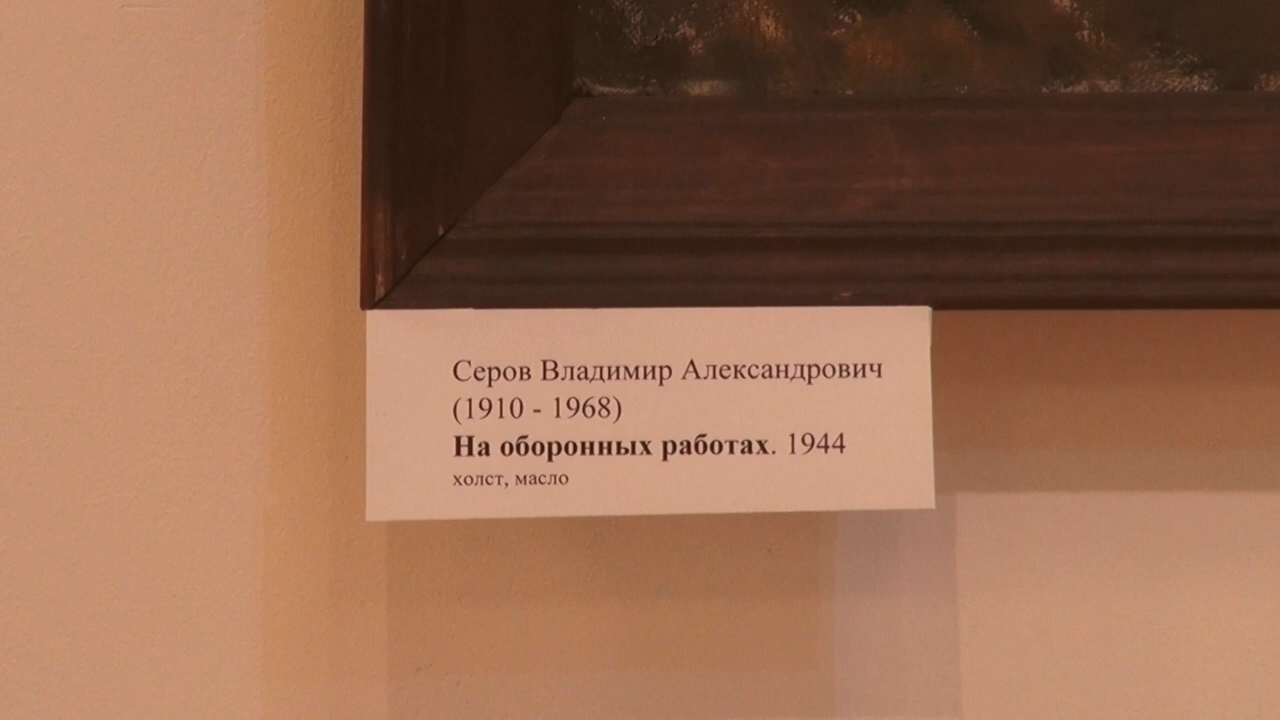 Серов Владимир Александрович
(1910 - 1968)
На оборонных работах. 1944
холст, масло